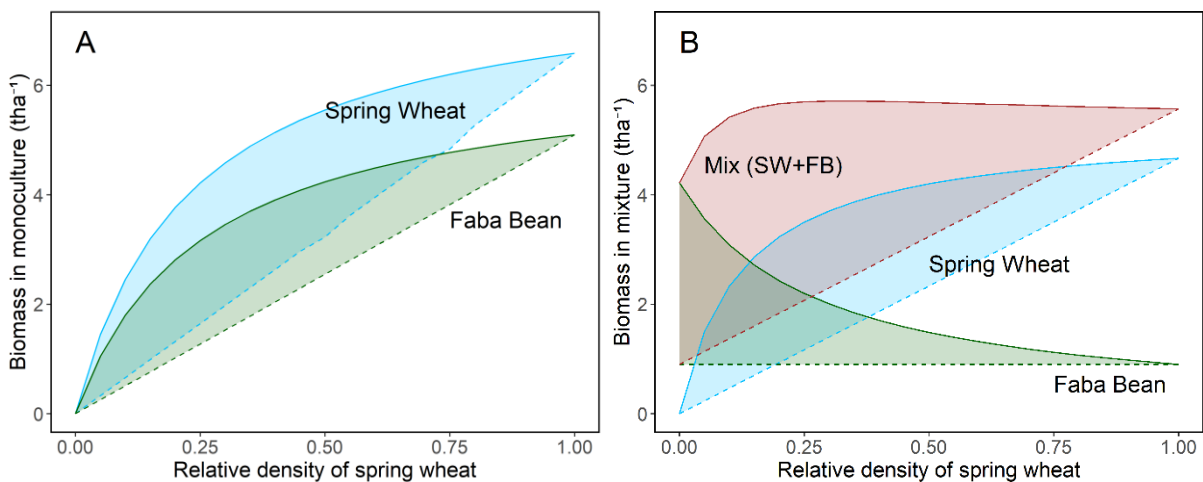 A
Spring Wheat
Faba Bean
Biomass in monoculture (tha⁻¹)
0
2
4
6
0.00 0.25 0.50 0.75 1.00
Relative density of spring wheat
B
Mix (SW+FB)
Spring Wheat
Faba Bean
Biomass in mixture (tha⁻¹)
0
2
4
6
0.00 0.25 0.50 0.75 1.00
Relative density of spring wheat